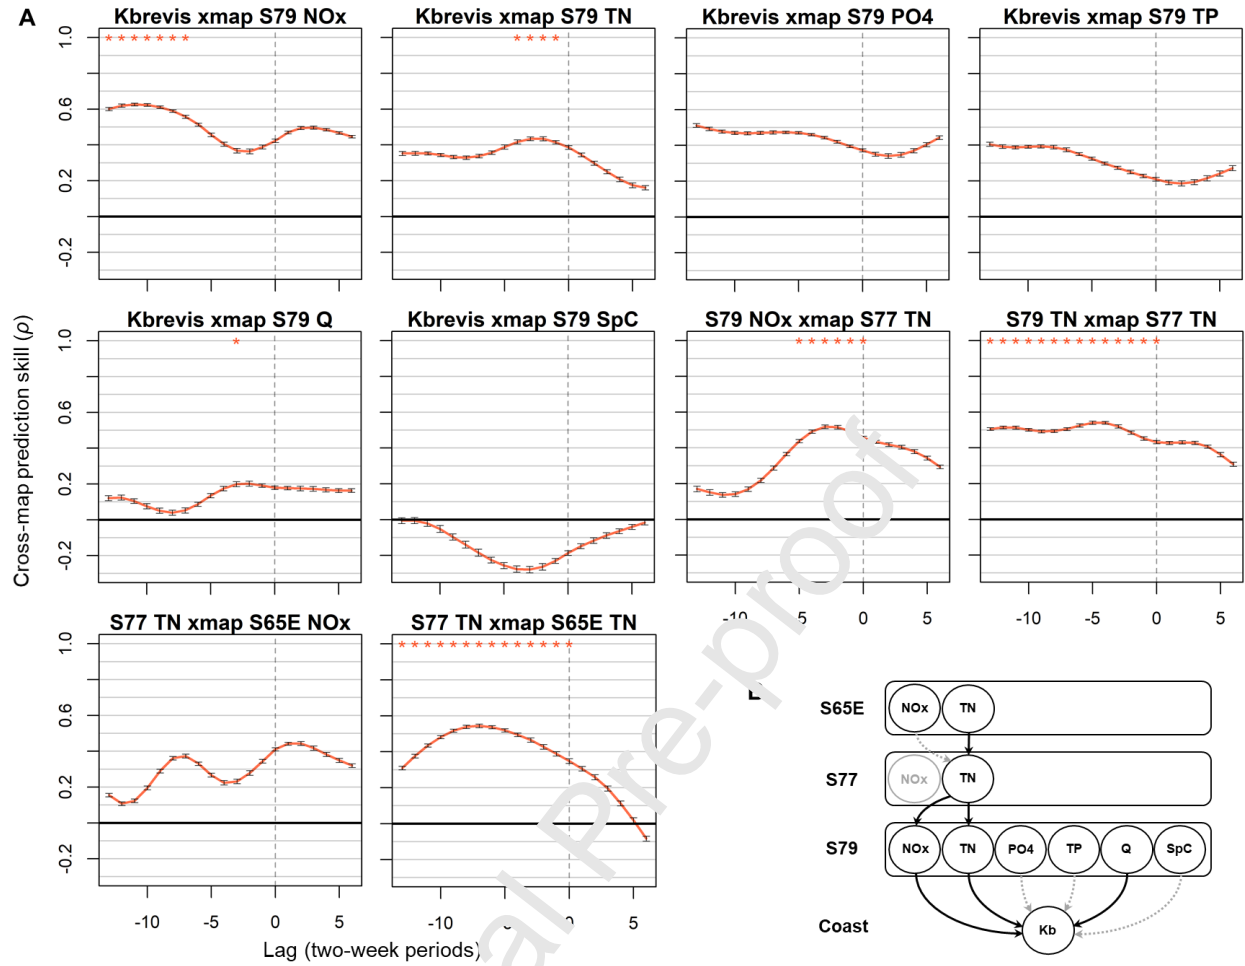 A
Kbrevis xmap S79 NOx
Kbrevis xmap S79 TN
Kbrevis xmap S79 PO4
Kbrevis xmap S79 TP
* * * * * * *
* * * *
1.0
0.6
0.2
-0.2
Kbrevis xmap S79 Q
Kbrevis xmap S79 SpC
S79 NOx xmap S77 TN
S79 TN xmap S77 TN
*
* * * * * *
* * * * * * * * * * * * * *
1.0
0.6
0.2
-0.2
-10 -5 0 5
-10 -5 0 5
S77 TN xmap S65E NOx
S77 TN xmap S65E TN
* * * * * * * * * * * * * *
1.0
0.6
0.2
-0.2
-10 -5 0 5
-10 -5 0 5
Cross-map prediction skill (ρ)
Lag (two-week periods)
S65E
NOx TN
S77
NOx TN
S79
NOx TN PO4 TP Q SpC
Coast
Kb
al Pre-proof